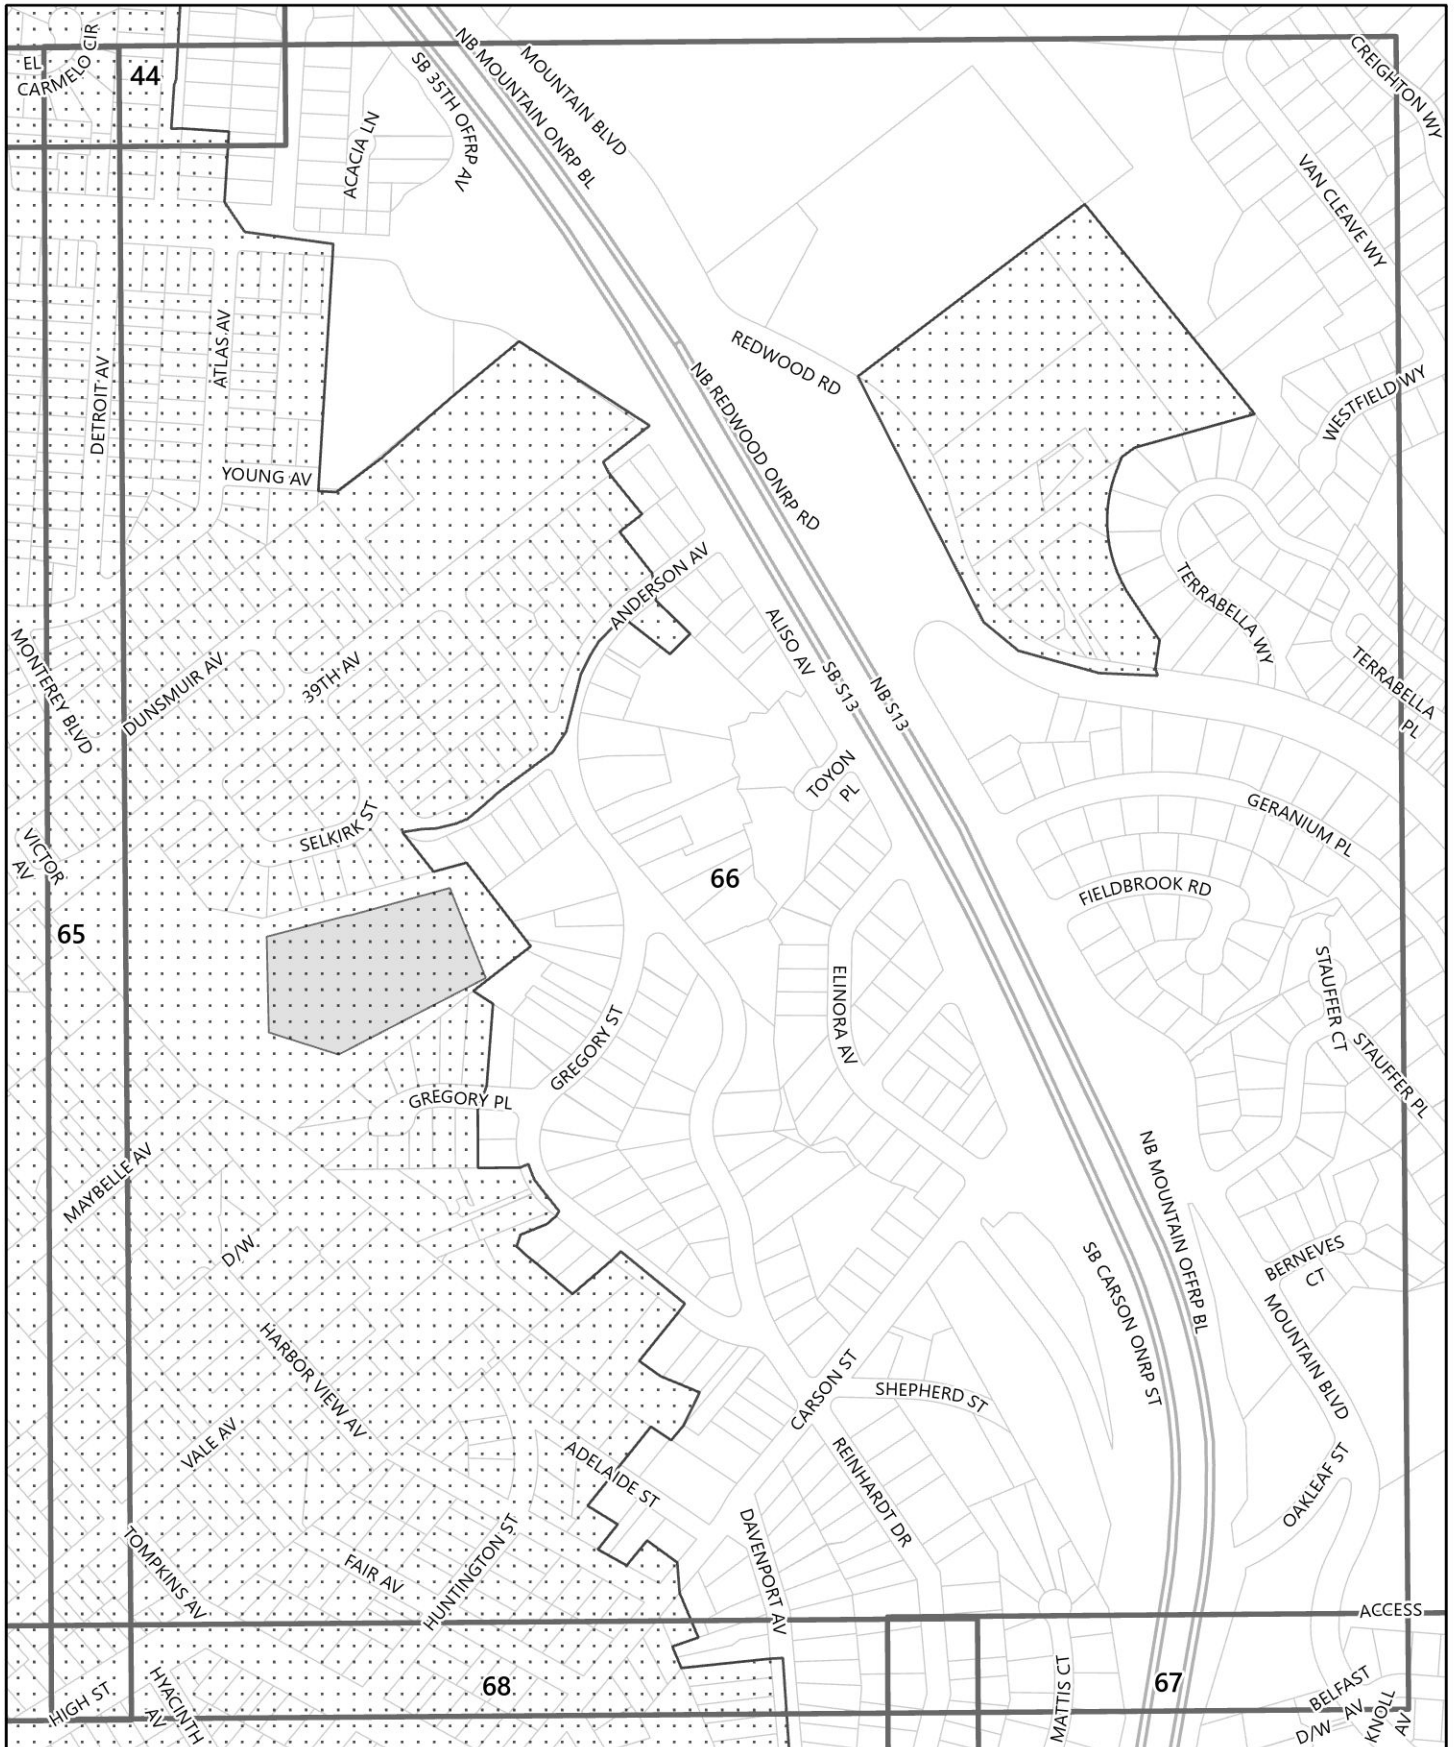 EL
CARMELO CIR
44
ACACIA LN
SB 35TH OFFRP AV
NB MOUNTAIN ONRP BL
MOUNTAIN BLVD
CREIGHTON WY
VAN CLEAVE WY
DETROIT AV
ATLAS AV
REDWOOD RD
NB REDWOOD ONRP RD
WESTFIELD WY
YOUNG AV
ANDERSON AV
ALISO AV
SB S13
NB S13
TERRABELLA WY
TERRABELLA
PL
MONTEREY BLVD
DUNSMUIR AV
39TH AV
TOYON
PL
SELKIRK ST
GERANIUM PL
VICTOR
AV
66
FIELDBROOK RD
65
ELINORA AV
STAUFFER CT
STAUFFER PL
GREGORY ST
GREGORY PL
MAYBELLE AV
NB MOUNTAIN OFFRP BL
D/W
SB CARSON ONRP ST
BERNEVES
CT
HARBOR VIEW AV
MOUNTAIN BLVD
CARSON ST
SHEPHERD ST
VALE AV
ADELAIDE ST
REINHARDT DR
OAKLEAF ST
TOMPKINS AV
FAIR AV
HUNTINGTON ST
DAVENPORT AV
ACCESS
HIGH ST
HYACINTH
AV
68
MATTIS CT
67
BELFAST
AV
D/W
KNOLL
AV